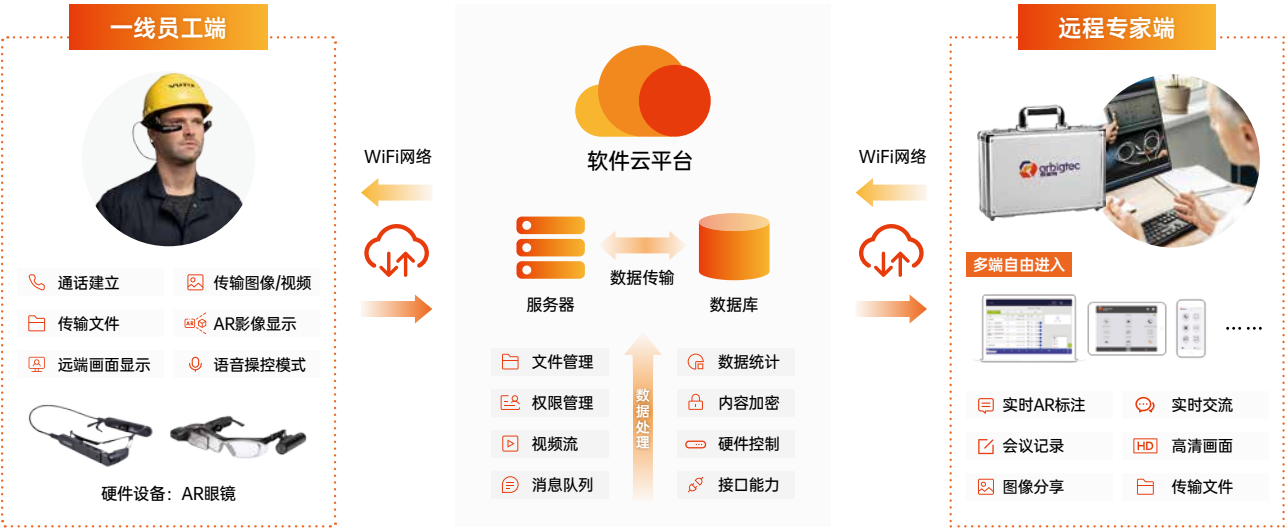 一线员工端
VUZIX
通话建立
传输图像/视频
传输文件
AR
AR影像显示
远端画面显示
语音操控模式
硬件设备：AR眼镜
WiFi网络
软件云平台
服务器
数据传输
数据库
文件管理
数据统计
权限管理
内容加密
视频流
硬件控制
消息队列
接口能力
数据处理
WiFi网络
远程专家端
arbigtec
多端自由进入
……
实时AR标注
实时交流
会议记录
HD
高清画面
图像分享
传输文件